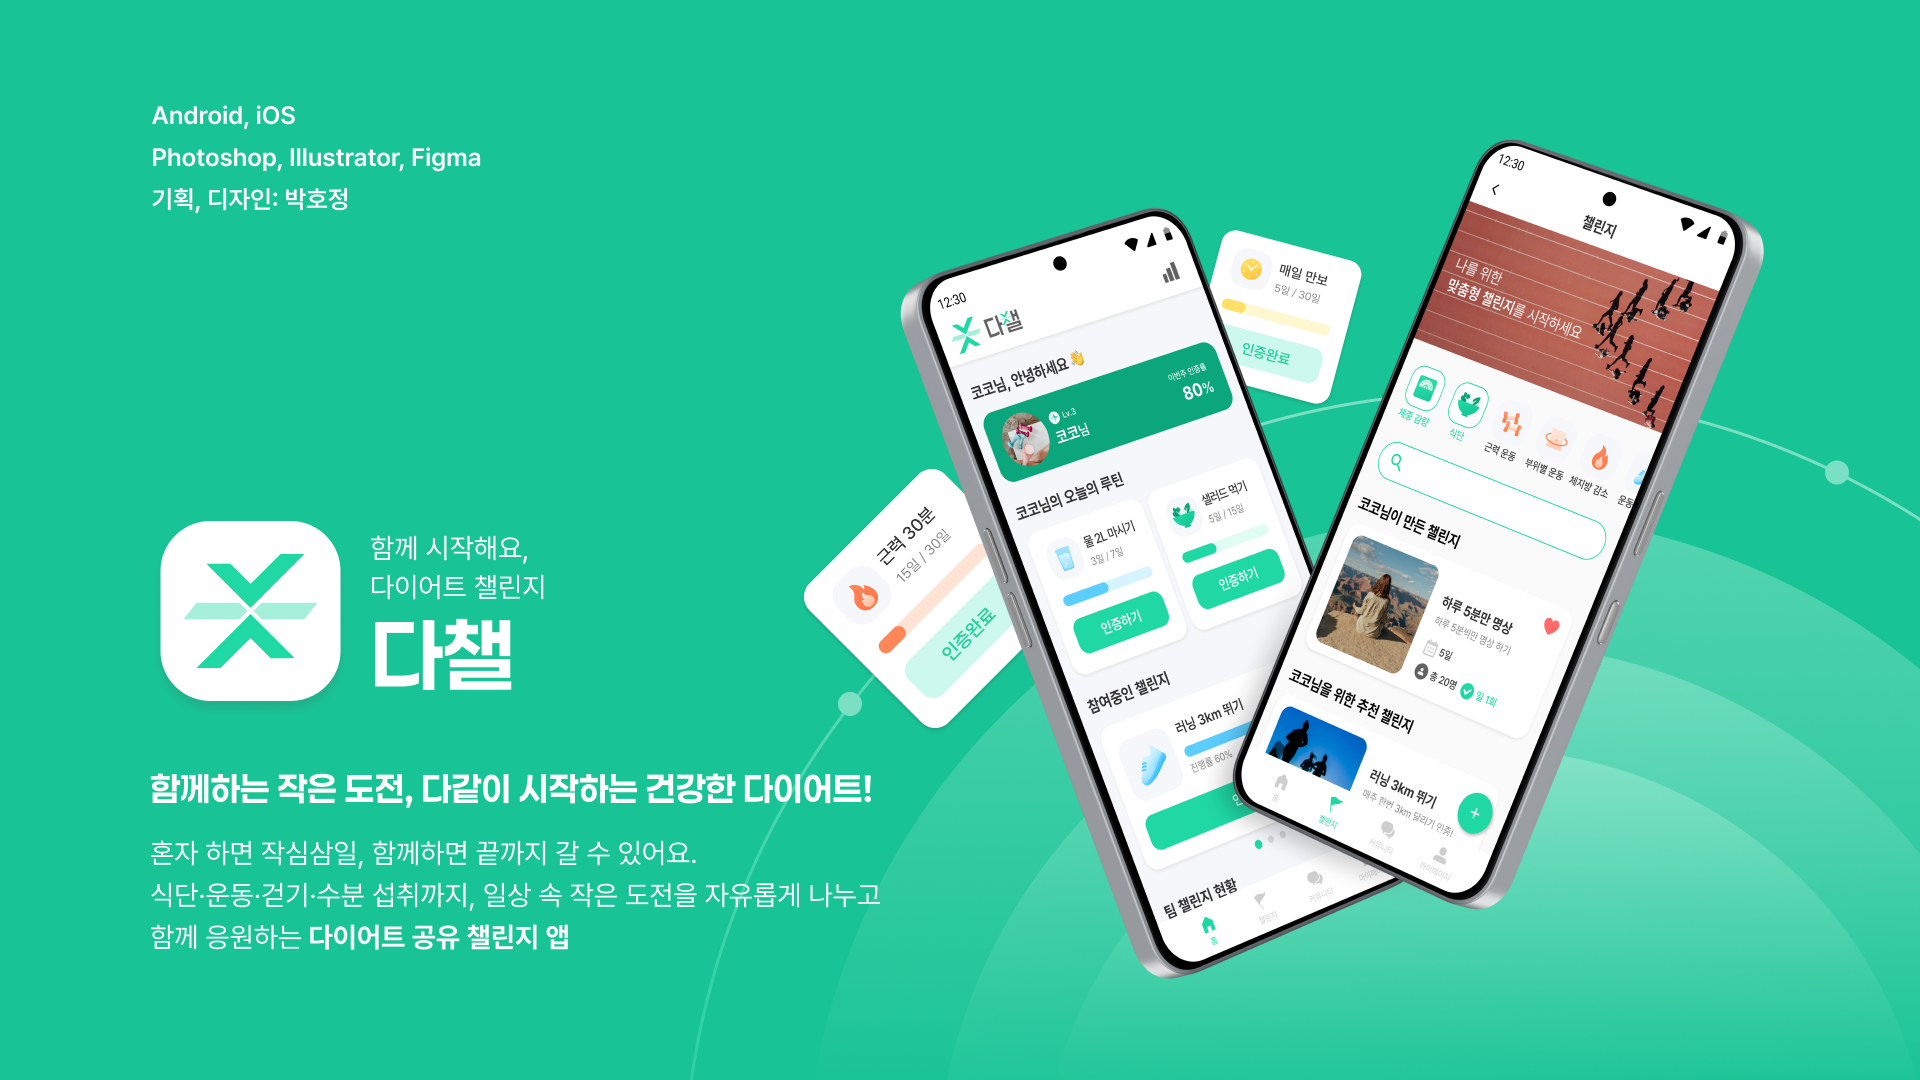 Android, iOS
Photoshop, Illustrator, Figma
기획, 디자인: 박호정
함께 시작해요,
다이어트 챌린지
다챌
함께하는 작은 도전, 다같이 시작하는 건강한 다이어트!
혼자 하면 작심삼일, 함께하면 끝까지 갈 수 있어요.
식단·운동·걷기·수분 섭취까지, 일상 속 작은 도전을 자유롭게 나누고
함께 응원하는 다이어트 공유 챌린지 앱
근력 30분
15일 / 30일
인증완료
12:30
다챌
코코님, 안녕하세요
Lv.3
코코님
이번주 인증률
80%
코코님의 오늘의 루틴
물 2L 마시기
3일 / 7일
인증하기
샐러드 먹기
5일 / 15일
인증하기
참여중인 챌린지
러닝 3km 뛰기
진행률 60%
팀 챌린지 현황
홈
챌린지
커뮤니티
매일 만보
5일 / 30일
인증완료
12:30
챌린지
나를 위한
맞춤형 챌린지를 시작하세요
체중 감량
식단
근력 운동
부위별 운동
체지방 감소
운동
코코님이 만든 챌린지
하루 5분만 명상
하루 5분씩만 명상 하기
5일
총 20명
일 1회
코코님을 위한 추천 챌린지
러닝 3km 뛰기
매주 한번 3km 달리기 인증!
홈
챌린지
커뮤니티
마이페이지